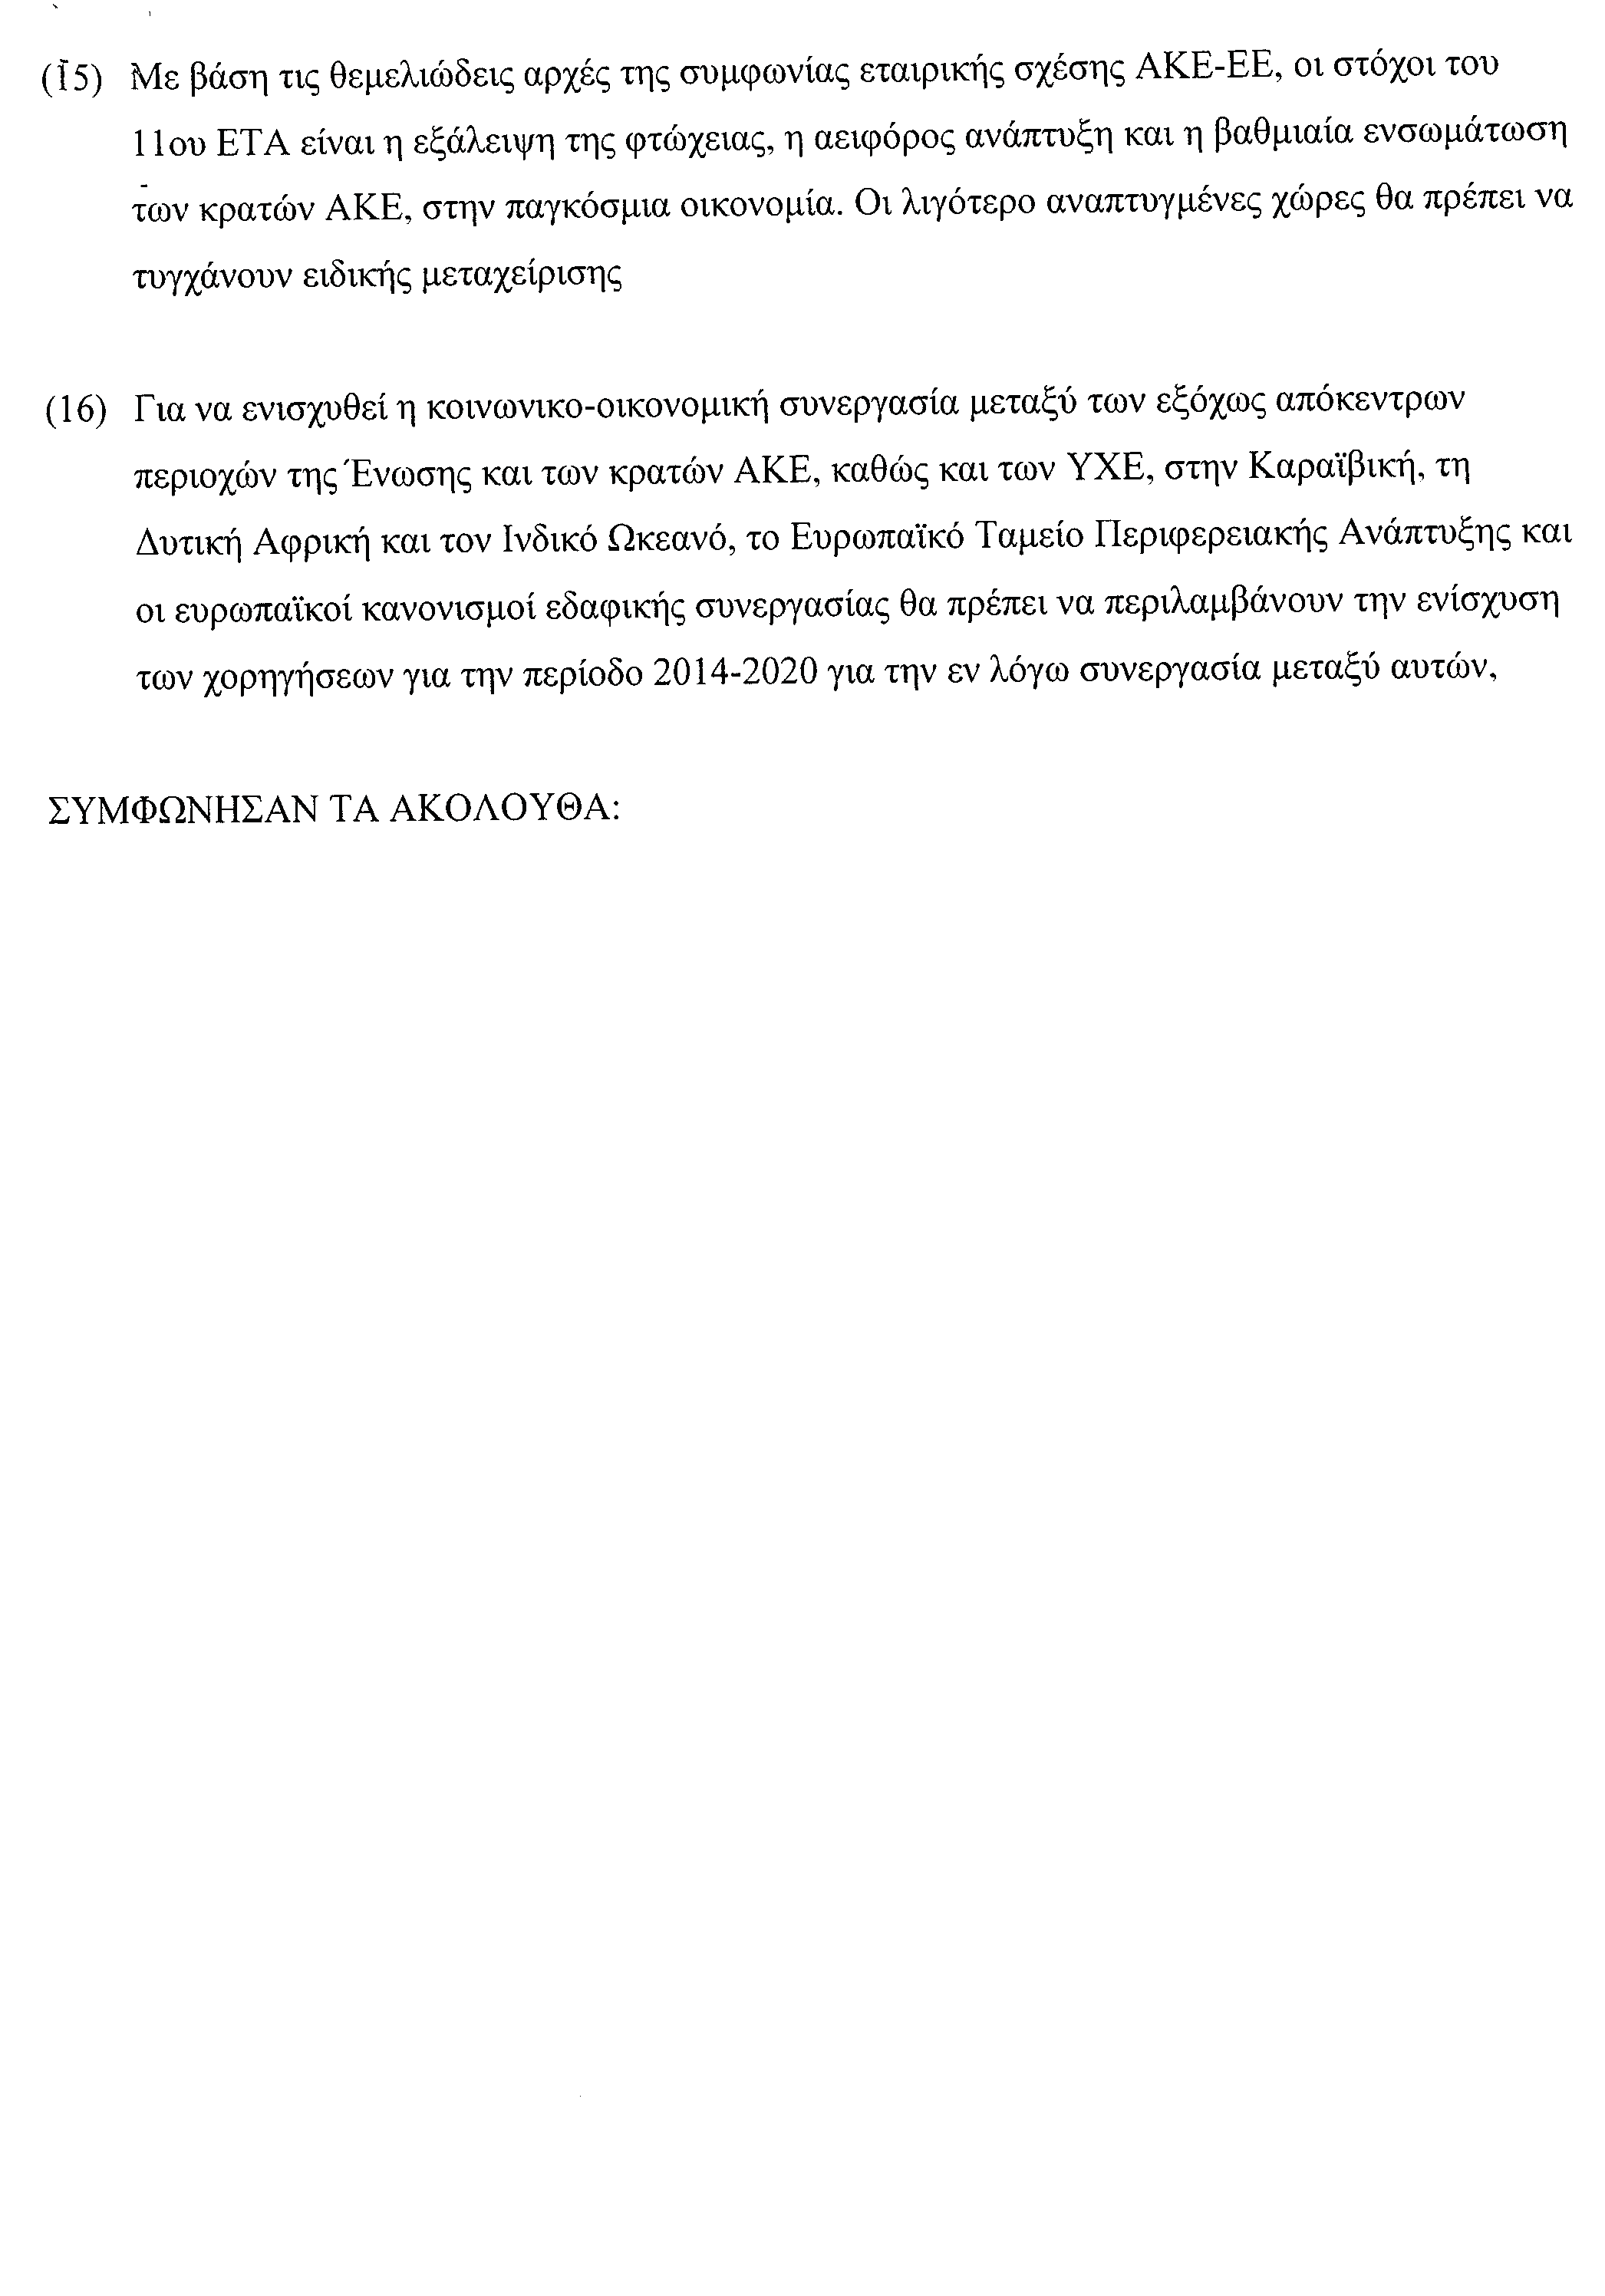 (15) Με βάση τις θεμελιώδεις αρχές της συμφωνίας εταιρικής σχέσης ΑΚΕ-ΕΕ, οι στόχοι του
11ου ΕΤΑ είναι η εξάλειψη της φτώχειας, η αειφόρος ανάπτυξη και η βαθμιαία ενσωμάτωση
των κρατών ΑΚΕ, στην παγκόσμια οικονομία. Οι λιγότερο αναπτυγμένες χώρες θα πρέπει να
τυγχάνουν ειδικής μεταχείρισης
(16) Για να ενισχυθεί η κοινωνικο-οικονομική συνεργασία μεταξύ των εξόχως απόκεντρων
περιοχών της Ένωσης και των κρατών ΑΚΕ, καθώς και των ΥΧΕ, στην Καραϊβική, τη
Δυτική Αφρική και τον Ινδικό Ωκεανό, το Ευρωπαϊκό Ταμείο Περιφερειακής Ανάπτυξης και
οι ευρωπαϊκοί κανονισμοί εδαφικής συνεργασίας θα πρέπει να περιλαμβάνουν την ενίσχυση
των χορηγήσεων για την περίοδο 2014-2020 για την εν λόγω συνεργασία μεταξύ αυτών,
ΣΥΜΦΩΝΗΣΑΝ ΤΑ ΑΚΟΛΟΥΘΑ: